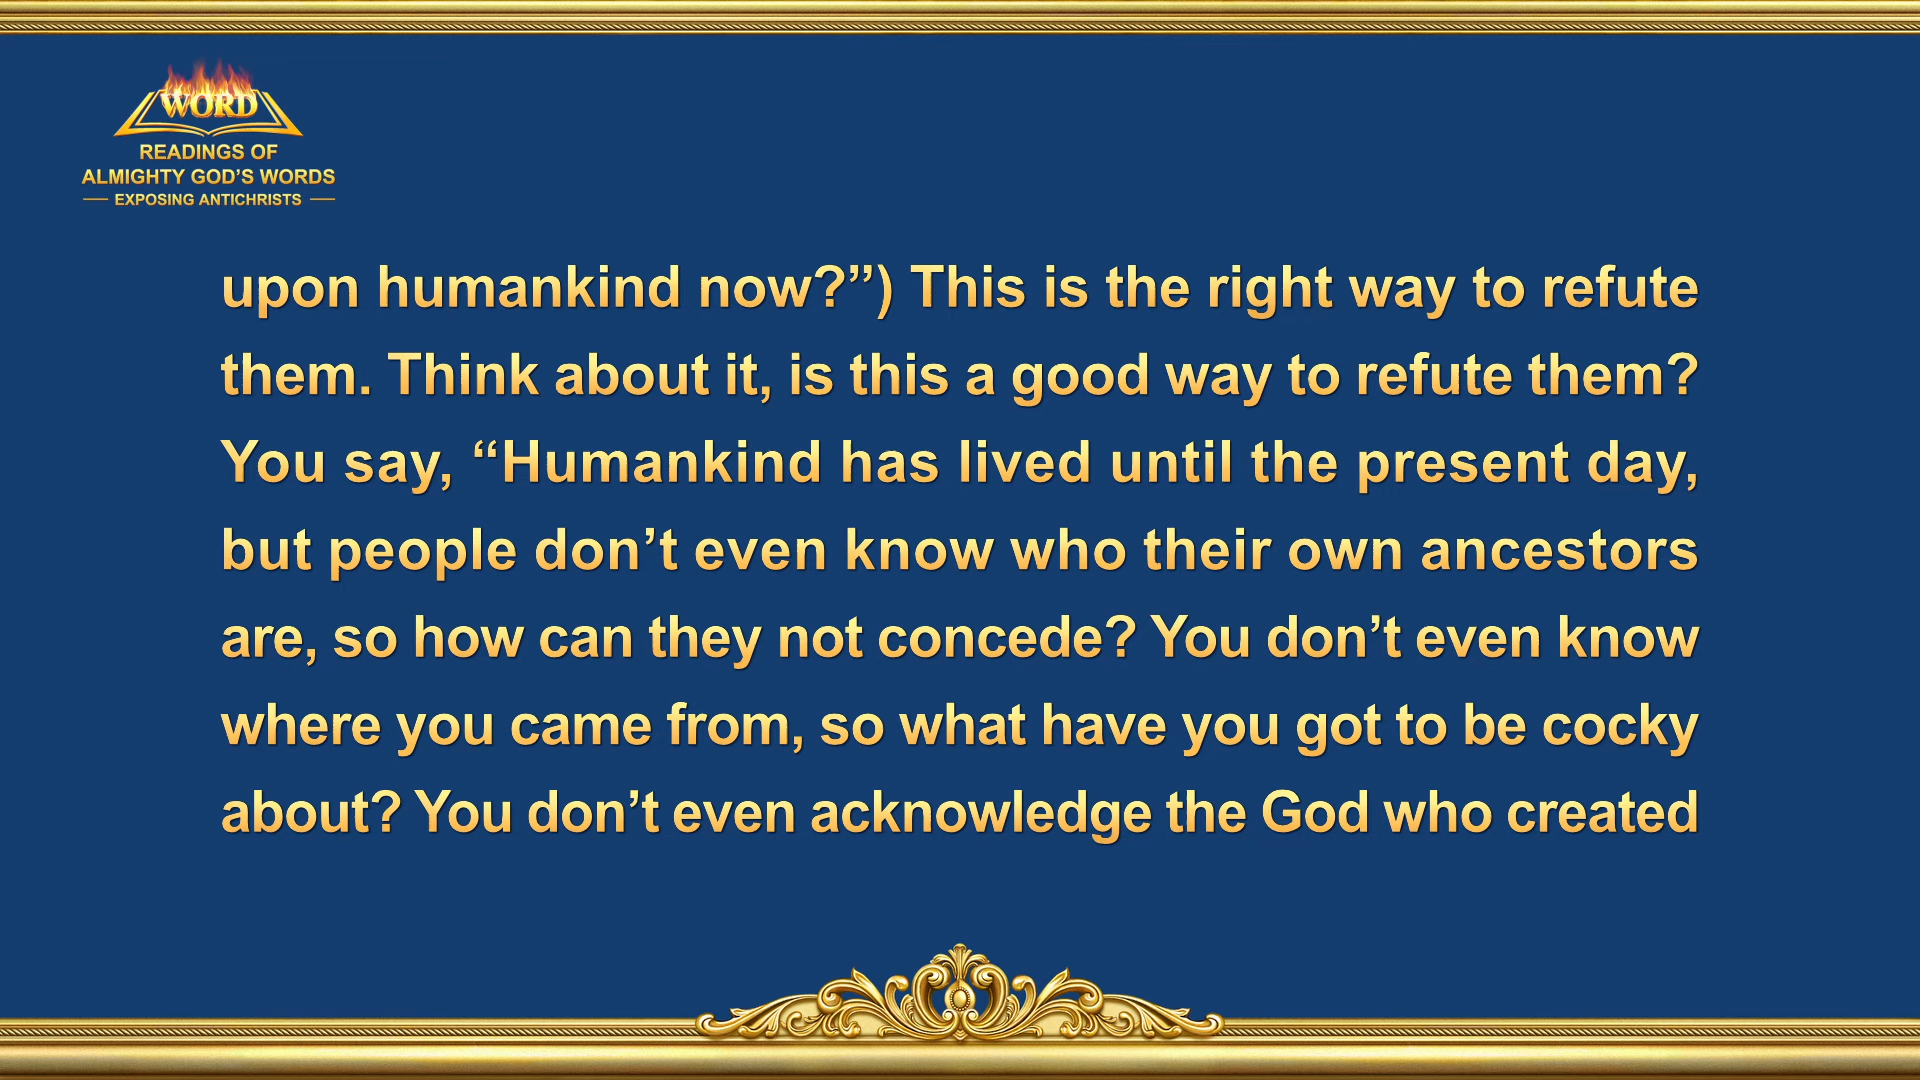 WORD
READINGS OF
ALMIGHTY GOD’S WORDS
EXPOSING ANTICHRISTS
upon humankind now?”) This is the right way to refute
them. Think about it, is this a good way to refute them?
You say, “Humankind has lived until the present day,
but people don’t even know who their own ancestors
are, so how can they not concede? You don’t even know
where you came from, so what have you got to be cocky
about? You don’t even acknowledge the God who created